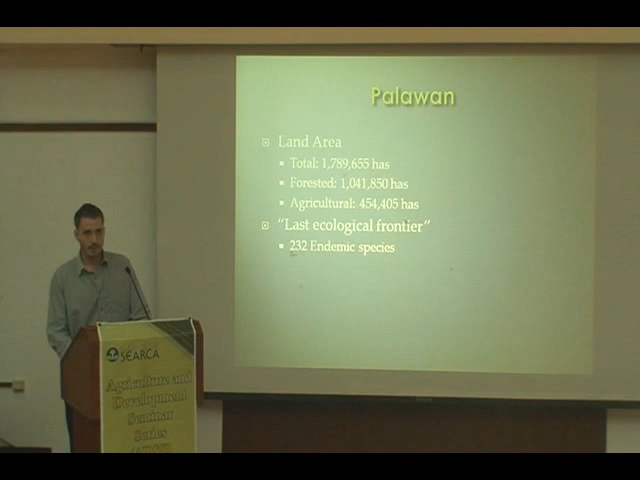 Palawan
Land Area
Total: 1,789,655 has
Forested: 1,041,850 has
Agricultural: 454,405 has
"Last ecological frontier"
232 Endemic species
SEARCA
Agriculture and
Development
Seminar
Series